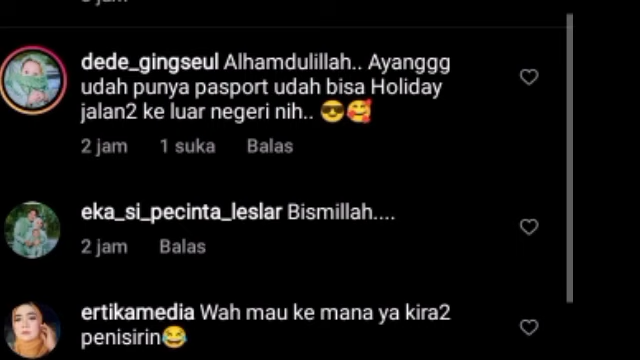 dede_gingseul Alhamdulillah.. Ayanggg
udah punya pasport udah bisa Holiday
jalan2 ke luar negeri nih.. 😎🥰
2 jam 1 suka Balas
eka_si_pecinta_leslar Bismillah....
2 jam Balas
ertikamedia Wah mau ke mana ya kira2
penisirin😂